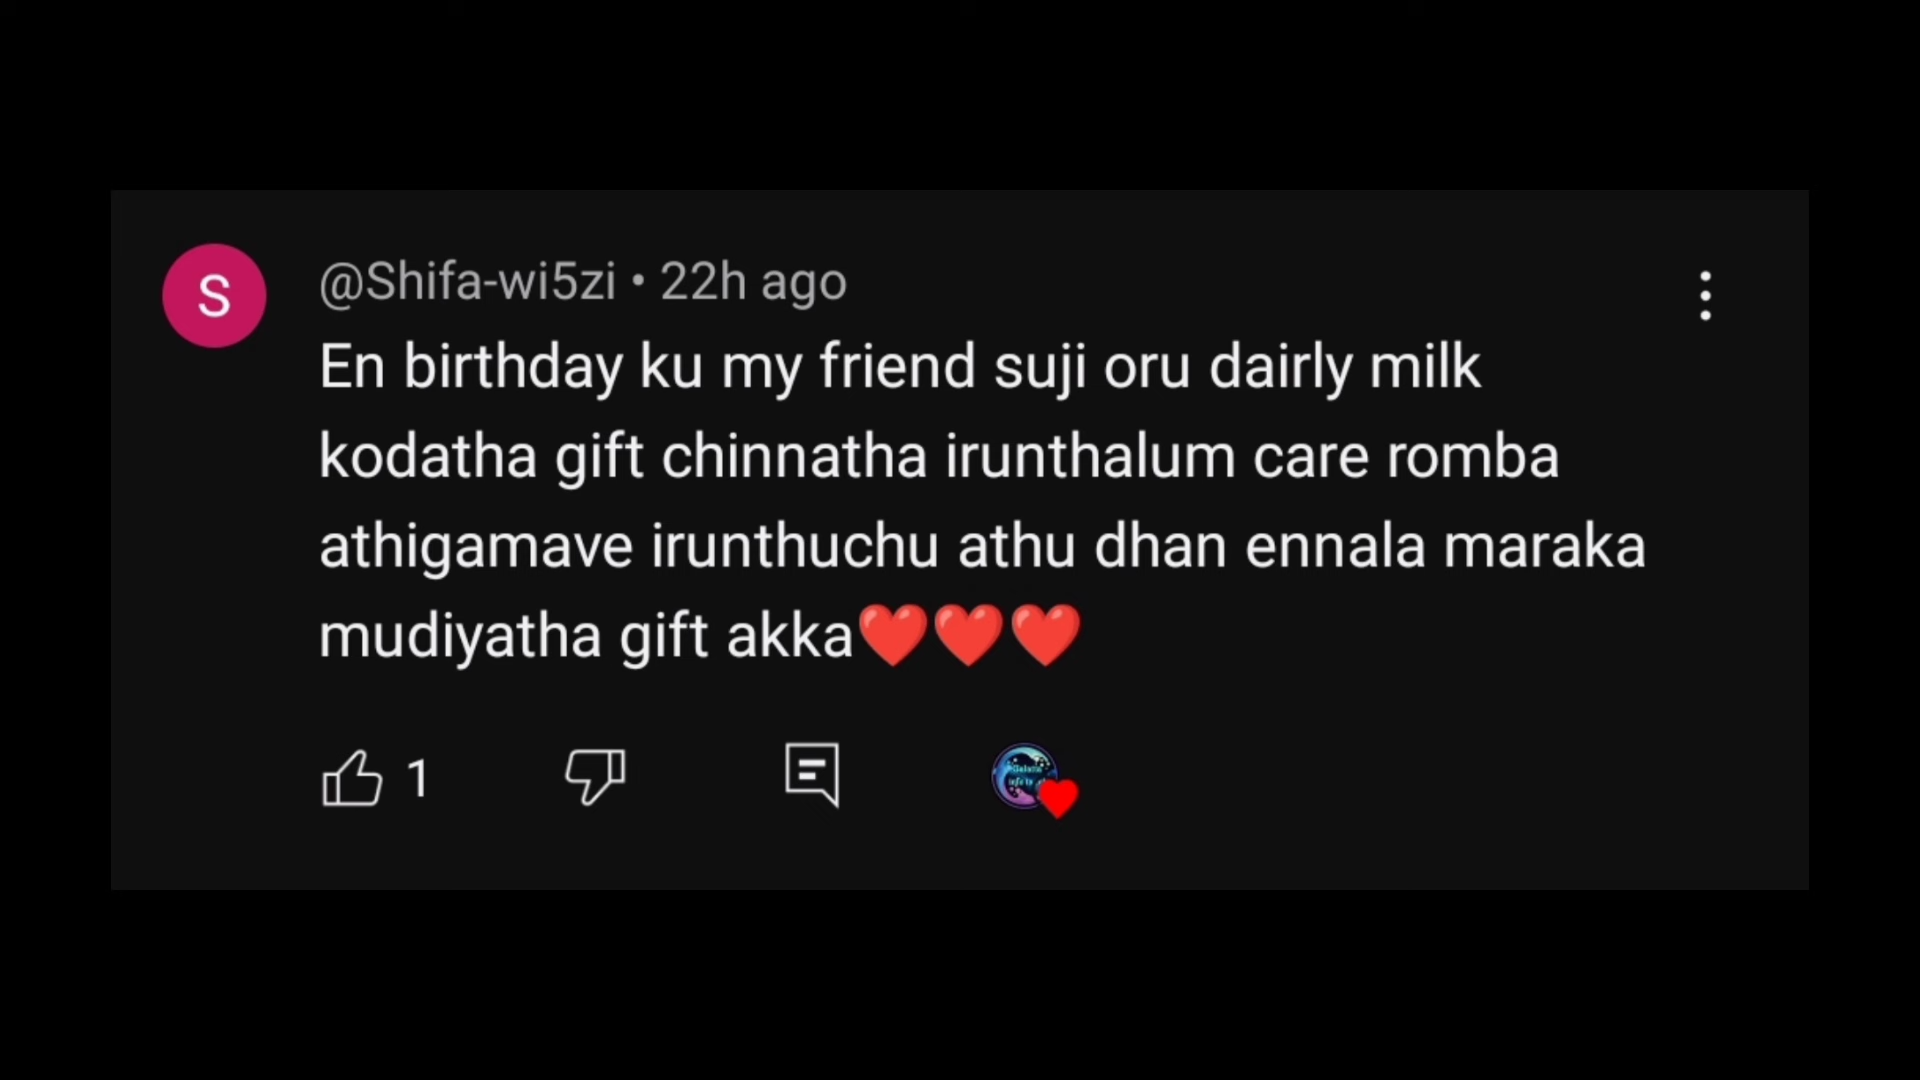 S
@Shifa-wi5zi • 22h ago
En birthday ku my friend suji oru dairly milk
kodatha gift chinnatha irunthalum care romba
athigamave irunthuchu athu dhan ennala maraka
mudiyatha gift akka❤️❤️❤️
1